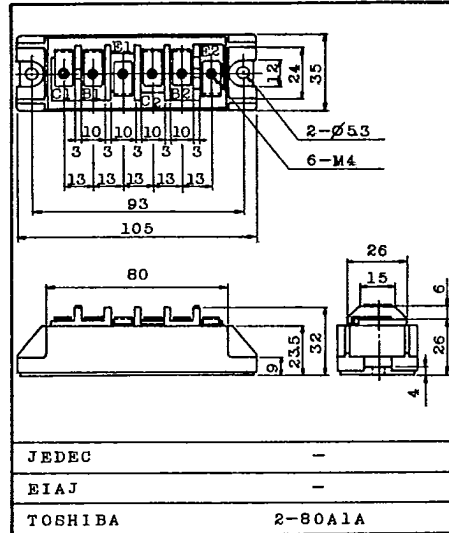 E1 E2
C1 B1 C2 B2
12 24 35
10 10 10 10
3 3 3 3 3
2-Ø5.3
6-M4
13 13 13 13 13
93
105
80
26
15
6
9 23.5 32
4 26
JEDEC –
EIAJ –
TOSHIBA 2-80A1A